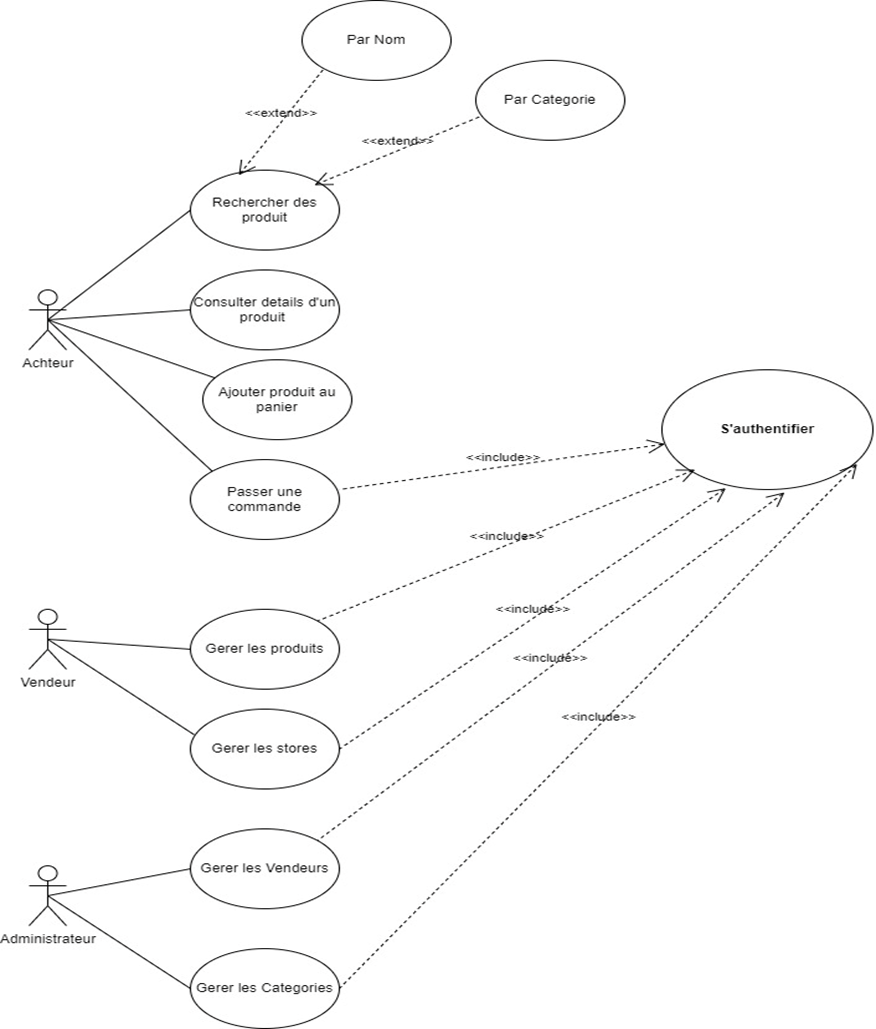 Par Nom
Par Categorie
<<extend>>
<<extend>>
Rechercher des
produit
Consulter details d'un
produit
Achteur
Ajouter produit au
panier
S'authentifier
<<include>>
Passer une
commande
<<include>>
<<include>>
Gerer les produits
<<include>>
Vendeur
<<include>>
Gerer les stores
Gerer les Vendeurs
Administrateur
Gerer les Categories